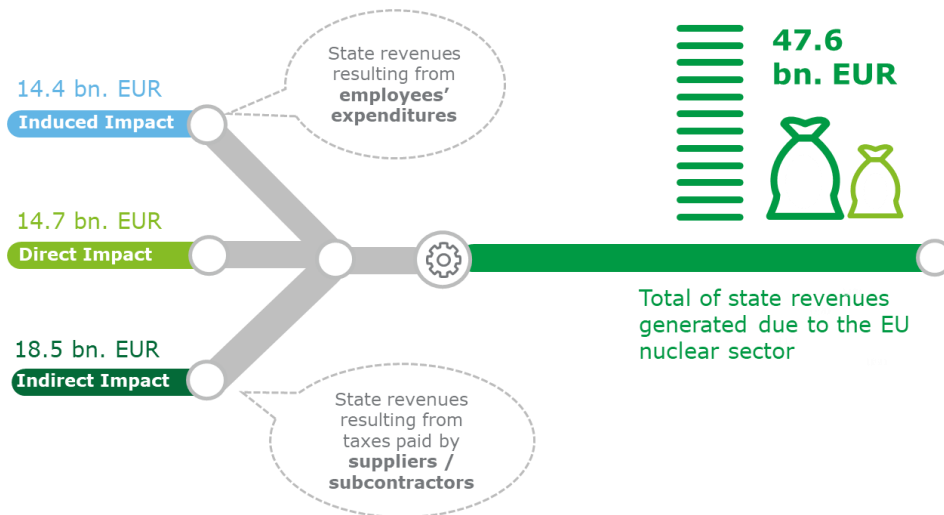 State revenues
resulting from
employees’
expenditures
14.4 bn. EUR
Induced Impact
47.6
bn. EUR
14.7 bn. EUR
Direct Impact
Total of state revenues
generated due to the EU
nuclear sector
18.5 bn. EUR
Indirect Impact
State revenues
resulting from
taxes paid by
suppliers /
subcontractors